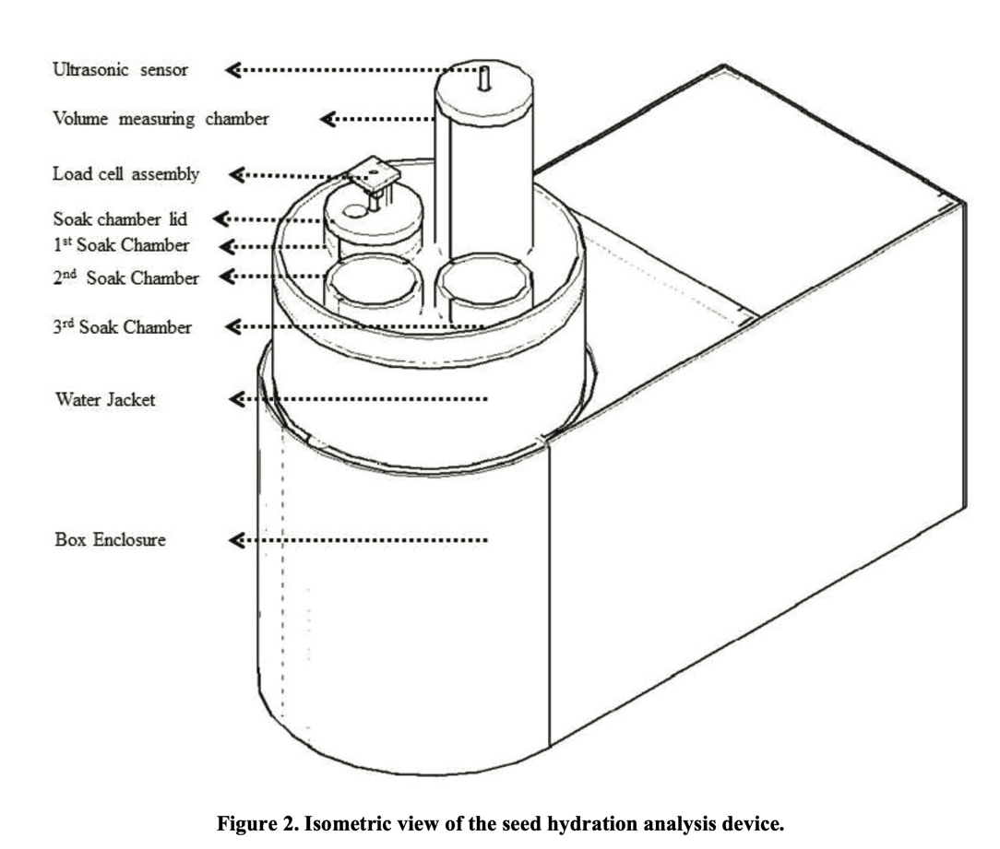 Ultrasonic sensor
Volume measuring chamber
Load cell assembly
Soak chamber lid
1st Soak Chamber
2nd Soak Chamber
3rd Soak Chamber
Water Jacket
Box Enclosure
Figure 2. Isometric view of the seed hydration analysis device.